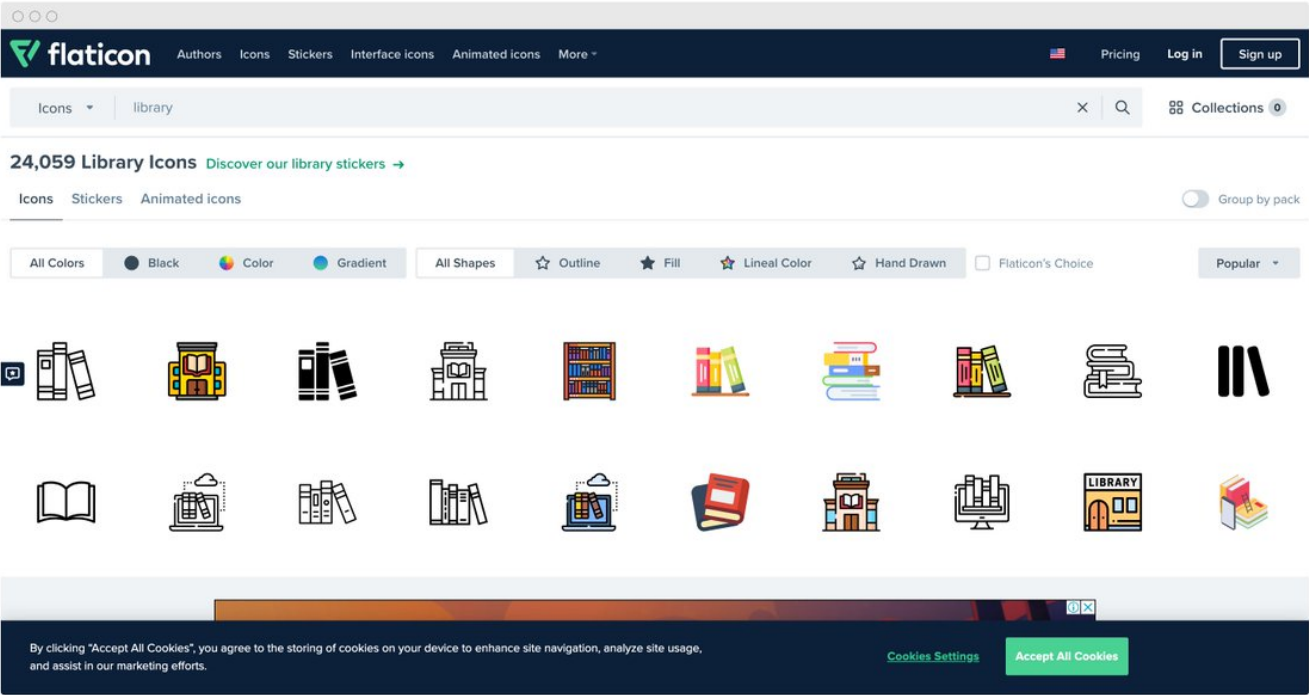 flaticon
Authors Icons Stickers Interface icons Animated icons More Pricing Log in Sign up
Icons library Collections 0
24,059 Library Icons Discover our library stickers →
Icons Stickers Animated icons Group by pack
All Colors Black Color Gradient All Shapes Outline Fill Lineal Color Hand Drawn Flaticon's Choice Popular
LIBRARY
By clicking "Accept All Cookies", you agree to the storing of cookies on your device to enhance site navigation, analyze site usage,
and assist in our marketing efforts.
Cookies Settings Accept All Cookies